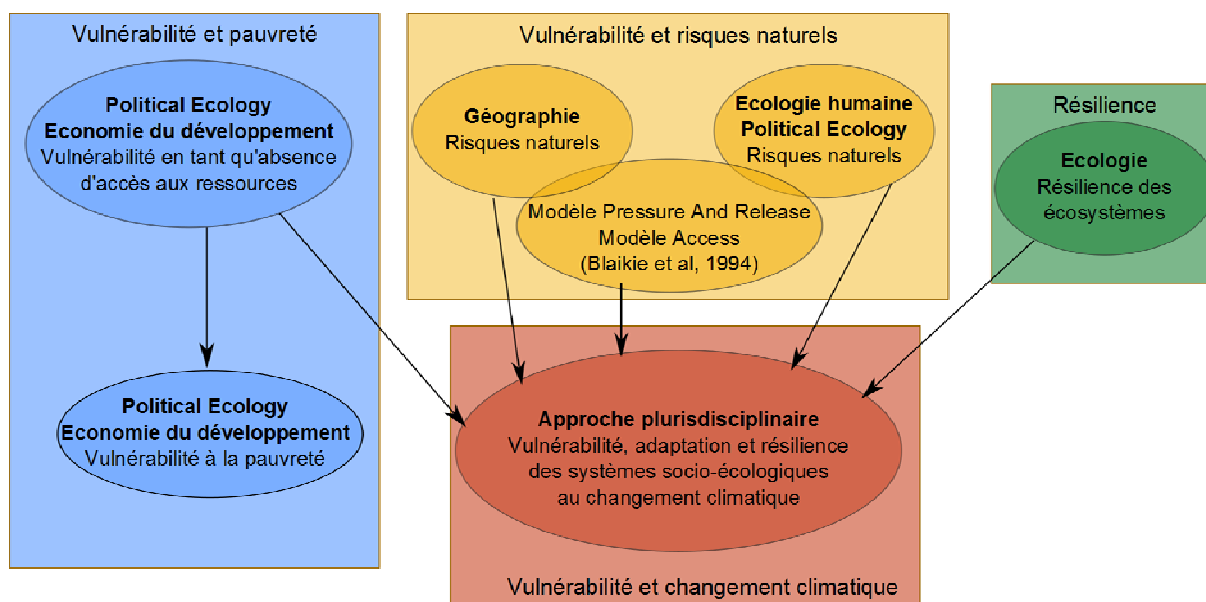 Vulnérabilité et pauvreté
Political Ecology
Economie du développement
Vulnérabilité en tant qu'absence
d'accès aux ressources
Political Ecology
Economie du développement
Vulnérabilité à la pauvreté
Vulnérabilité et risques naturels
Géographie
Risques naturels
Ecologie humaine
Political Ecology
Risques naturels
Modèle Pressure And Release
Modèle Access
(Blaikie et al, 1994)
Résilience
Ecologie
Résilience des
écosystèmes
Approche plurisdisciplinaire
Vulnérabilité, adaptation et résilience
des systèmes socio-écologiques
au changement climatique
Vulnérabilité et changement climatique